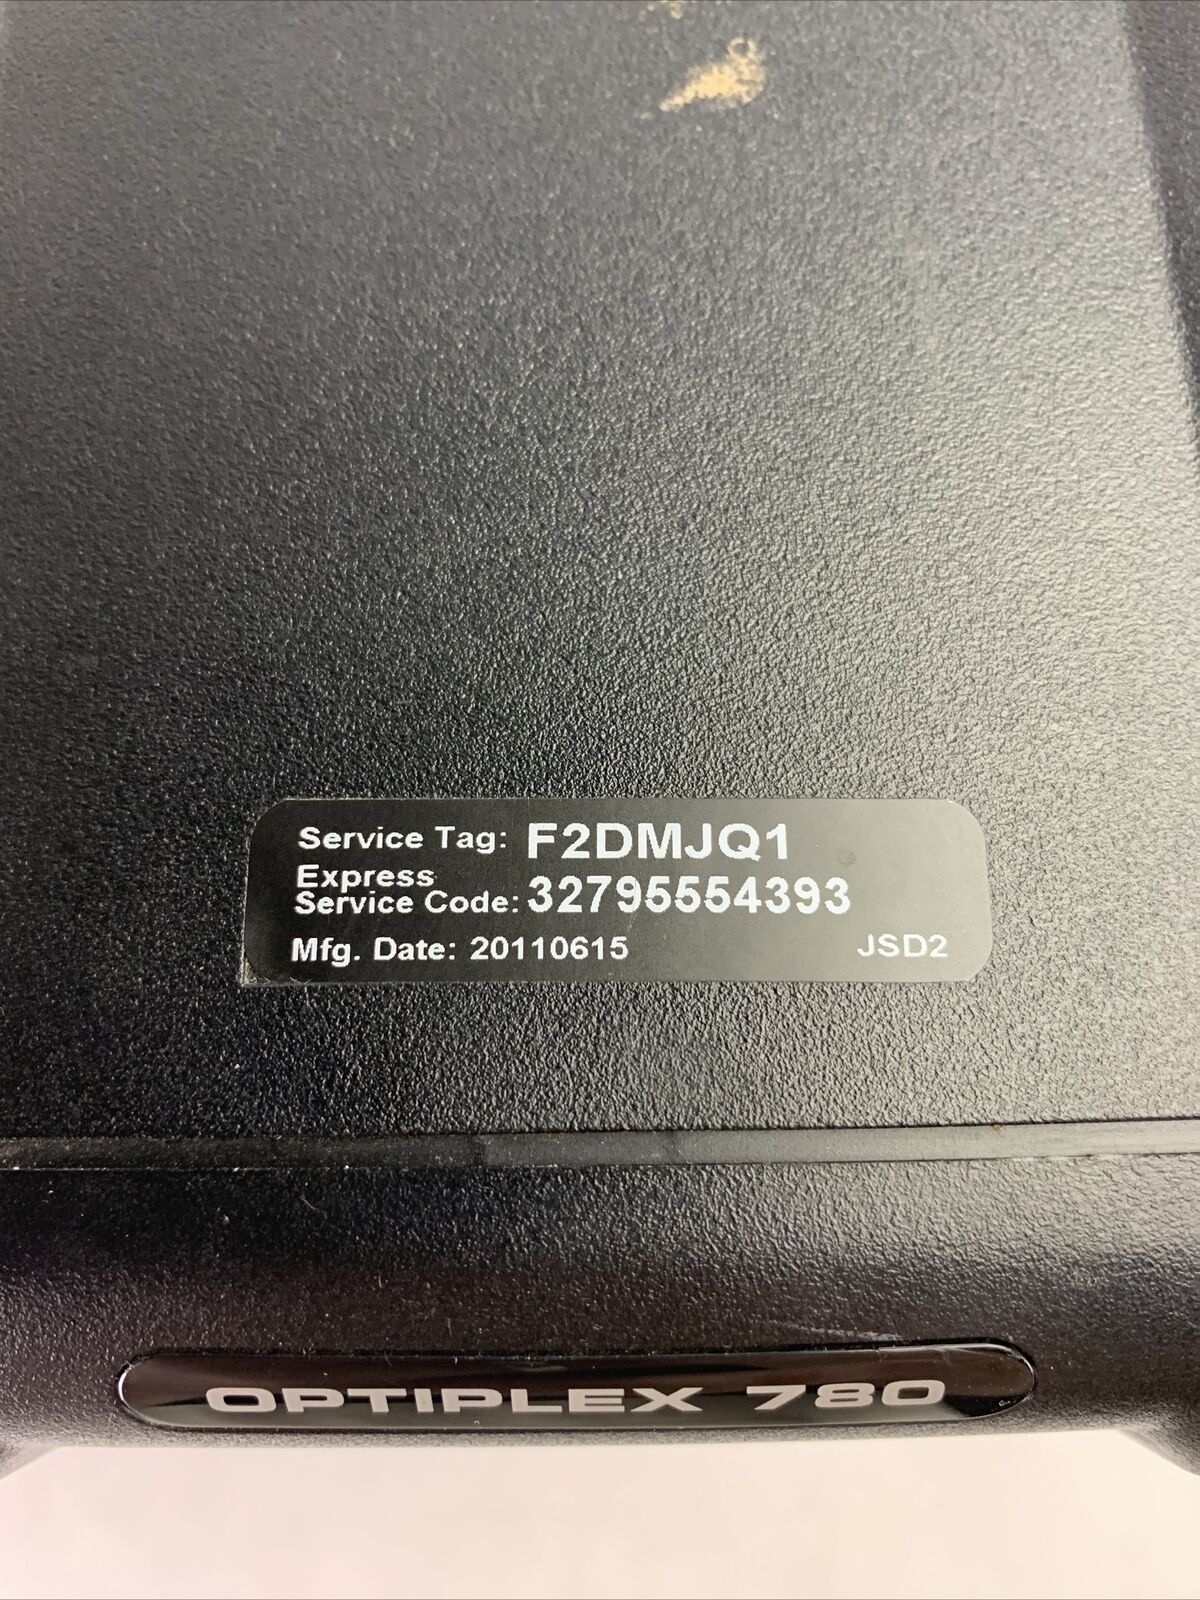 Service Tag: F2DMJQ1
Express
Service Code: 32795554393
Mfg. Date: 20110615 JSD2
OPTIPLEX 780